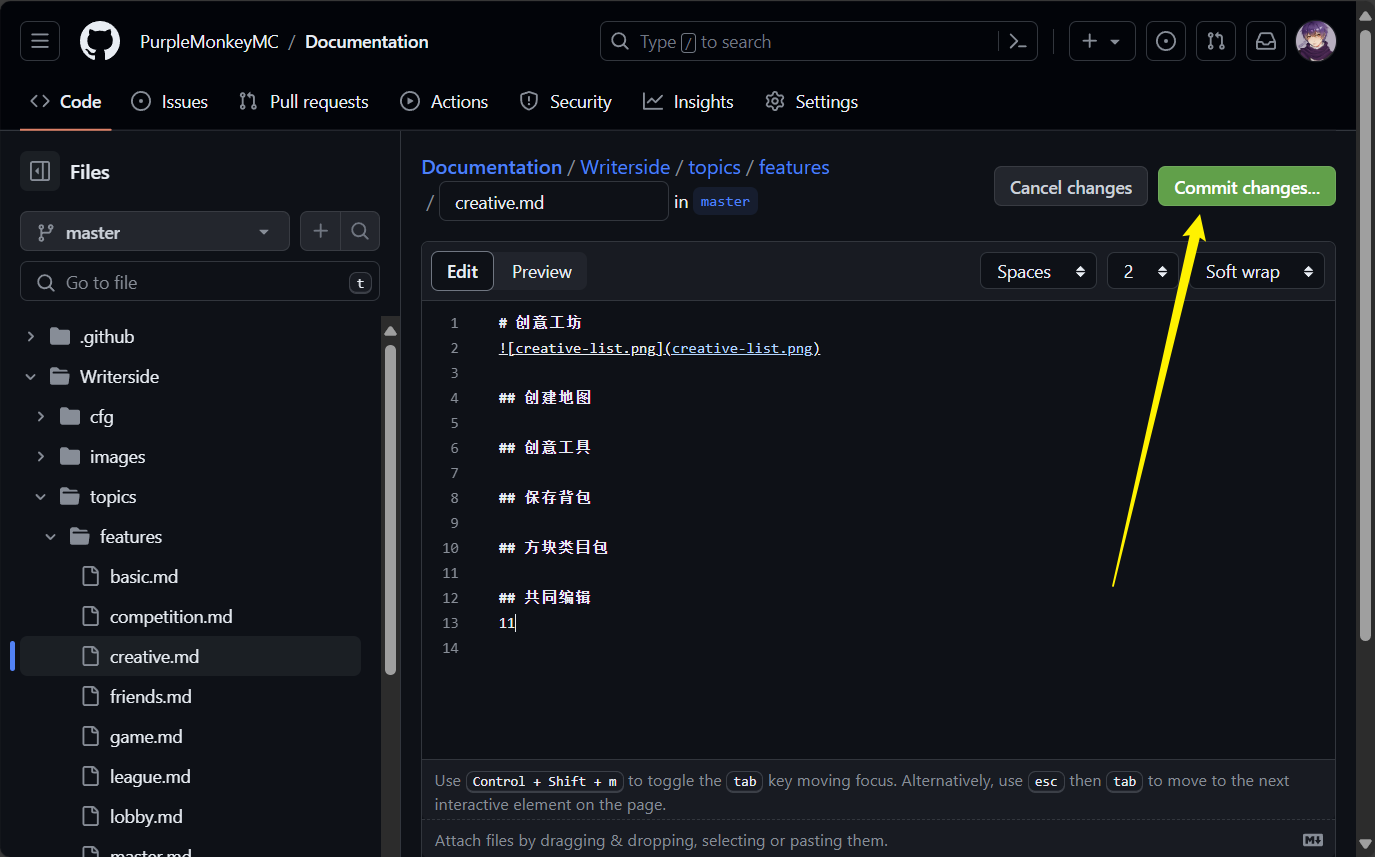 PurpleMonkeyMC / Documentation
Type / to search
Code
Issues
Pull requests
Actions
Security
Insights
Settings
Files
master
Go to file
t
.github
Writerside
cfg
images
topics
features
basic.md
competition.md
creative.md
friends.md
game.md
league.md
lobby.md
master.md
Documentation / Writerside / topics / features
/ creative.md in master
Cancel changes
Commit changes...
Edit
Preview
Spaces
2
Soft wrap
1 # 创意工坊
2 ![creative-list.png](creative-list.png)
3
4 ## 创建地图
5
6 ## 创意工具
7
8 ## 保存背包
9
10 ## 方块类目包
11
12 ## 共同编辑
13 11
14
Use Control + Shift + m to toggle the tab key moving focus. Alternatively, use esc then tab to move to the next
interactive element on the page.
Attach files by dragging & dropping, selecting or pasting them.